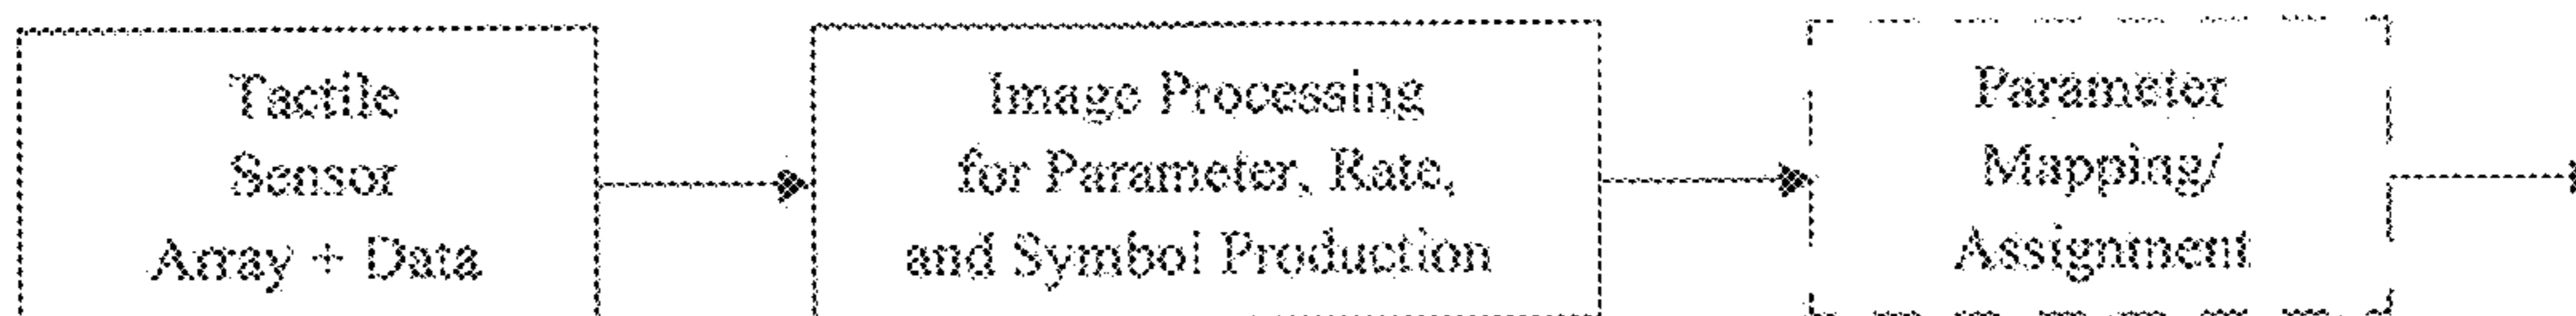 Tactile
Sensor
Array + Data
Image Processing
for Parameter, Rate,
and Symbol Production
Parameter
Mapping/
Assignment